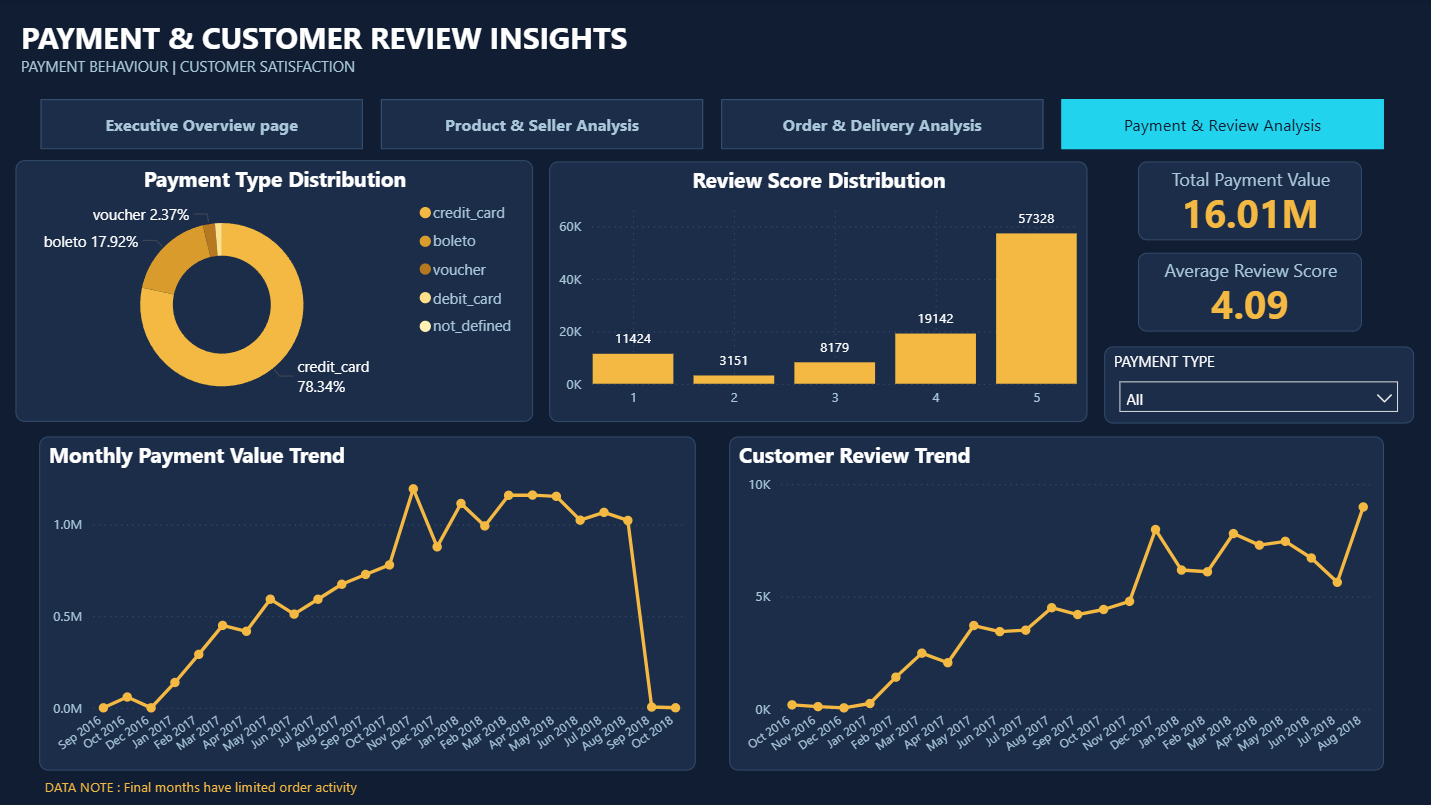 PAYMENT & CUSTOMER REVIEW INSIGHTS
PAYMENT BEHAVIOUR | CUSTOMER SATISFACTION
Executive Overview page
Product & Seller Analysis
Order & Delivery Analysis
Payment & Review Analysis
Payment Type Distribution
voucher 2.37%
boleto 17.92%
credit_card
78.34%
credit_card
boleto
voucher
debit_card
not_defined
Review Score Distribution
60K
40K
20K
0K
11424
3151
8179
19142
57328
1
2
3
4
5
Total Payment Value
16.01M
Average Review Score
4.09
PAYMENT TYPE
All
Monthly Payment Value Trend
1.0M
0.5M
0.0M
Sep 2016
Oct 2016
Dec 2016
Jan 2017
Feb 2017
Mar 2017
Apr 2017
May 2017
Jun 2017
Jul 2017
Aug 2017
Sep 2017
Oct 2017
Nov 2017
Dec 2017
Jan 2018
Feb 2018
Mar 2018
Apr 2018
May 2018
Jun 2018
Jul 2018
Aug 2018
Sep 2018
Oct 2018
Customer Review Trend
10K
5K
0K
Oct 2016
Nov 2016
Dec 2016
Jan 2017
Feb 2017
Mar 2017
Apr 2017
May 2017
Jun 2017
Jul 2017
Aug 2017
Sep 2017
Oct 2017
Nov 2017
Dec 2017
Jan 2018
Feb 2018
Mar 2018
Apr 2018
May 2018
Jun 2018
Jul 2018
Aug 2018
DATA NOTE : Final months have limited order activity